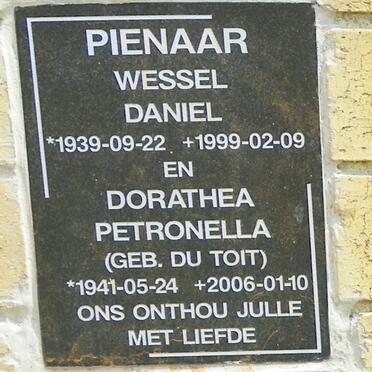 PIENAAR
WESSEL
DANIEL
*1939-09-22 +1999-02-09
EN
DORATHEA
PETRONELLA
(GEB. DU TOIT)
*1941-05-24 +2006-01-10
ONS ONTHOU JULLE
MET LIEFDE